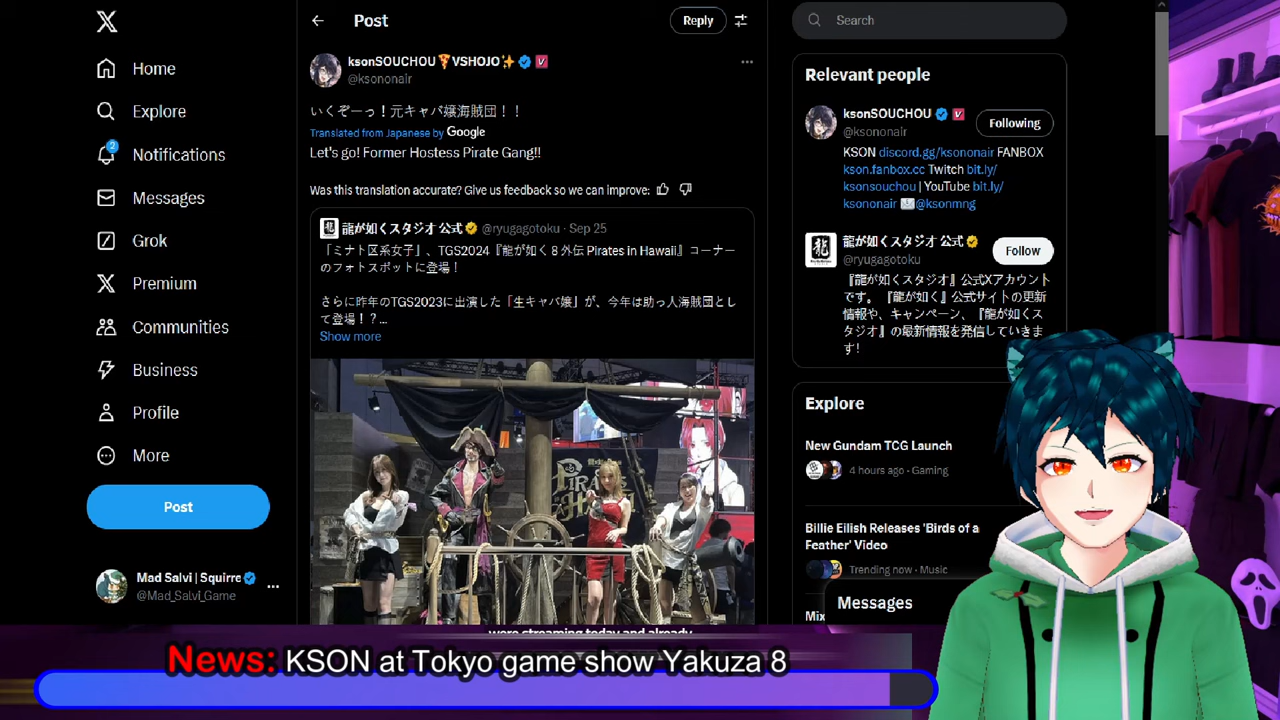 Home
Explore
2
Notifications
Messages
Grok
Premium
Communities
Business
Profile
More
Post
Mad Salvi | Squirre
@Mad_Salvi_Game
Post
Reply
ksonSOUCHOU🍕VSHOJO✨
@ksononair
いくぞーっ！元キャバ嬢海賊団！！
Translated from Japanese by Google
Let's go! Former Hostess Pirate Gang!!
Was this translation accurate? Give us feedback so we can improve:
龍が如くスタジオ 公式 @ryugagotoku · Sep 25
「ミナト区系女子」、TGS2024『龍が如く８外伝 Pirates in Hawaii』コーナー
のフォトスポットに登場！
さらに昨年のTGS2023に出演した「生キャバ嬢」が、今年は助っ人海賊団とし
て登場！？...
Show more
Search
Relevant people
ksonSOUCHOU
@ksononair
Following
KSON discord.gg/ksononair FANBOX
kson.fanbox.cc Twitch bit.ly/
ksonsouchou | YouTube bit.ly/
ksononair @ksonmng
龍が如くスタジオ 公式
@ryugagotoku
Follow
『龍が如くスタジオ』公式Xアカウント
です。『龍が如く』公式サイトの更新
情報や、キャンペーン、『龍が如くス
タジオ』の最新情報を発信していきま
す!
Explore
New Gundam TCG Launch
4 hours ago · Gaming
Billie Eilish Releases 'Birds of a
Feather' Video
Trending now · Music
Mix
Messages
were streaming today and already
News: KSON at Tokyo game show Yakuza 8